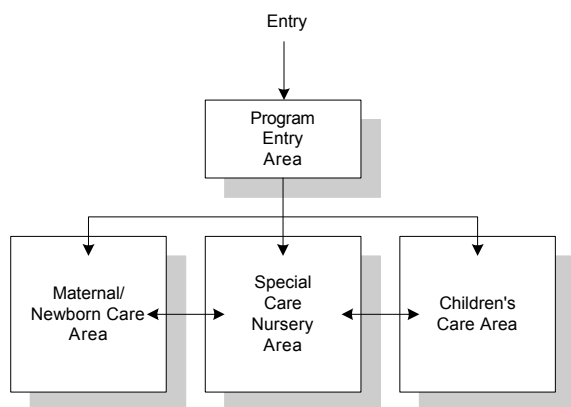 Entry
Program
Entry
Area
Maternal/
Newborn Care
Area
Special
Care
Nursery
Area
Children's
Care Area